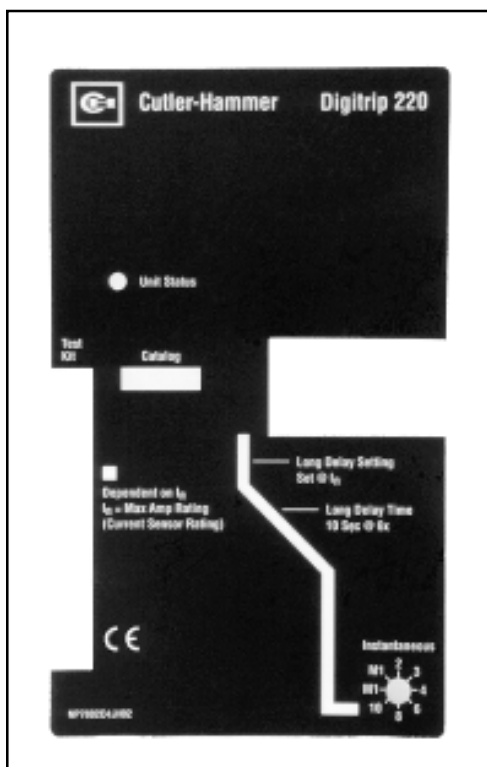 Cutler-Hammer Digitrip 220
Unit Status
Test
Kit
Catalog
Long Delay Setting
Set @ In
Dependent on In
In = Max Amp Rating
(Current Sensor Rating)
Long Delay Time
10 Sec @ 6x
CE
Instantaneous
2
M1 3
M1 4
10 6
8